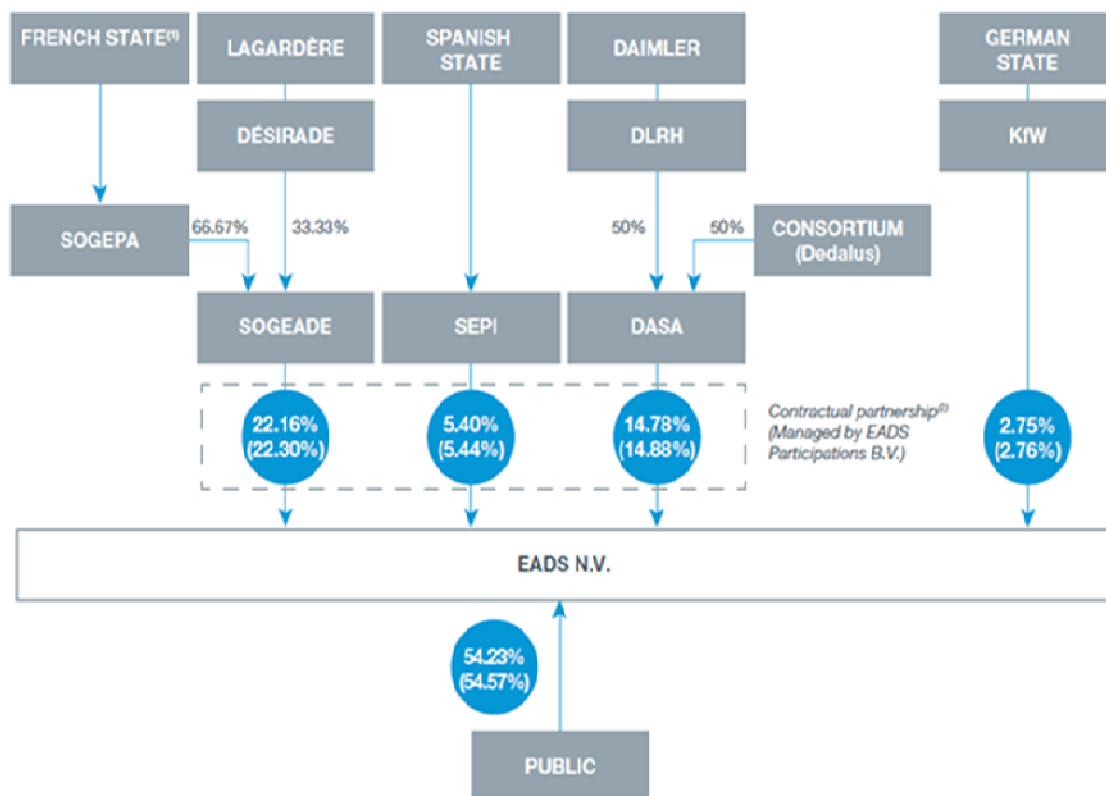 FRENCH STATE(1)
LAGARDÈRE
SPANISH
STATE
DAIMLER
GERMAN
STATE
DÉSIRADE
DLRH
KfW
SOGEPA
66.67%
33.33%
50%
50%
CONSORTIUM
(Dedalus)
SOGEADE
SEPI
DASA
22.16%
(22.30%)
5.40%
(5.44%)
14.78%
(14.88%)
Contractual partnership(2)
(Managed by EADS
Participations B.V.)
2.75%
(2.76%)
EADS N.V.
54.23%
(54.57%)
PUBLIC